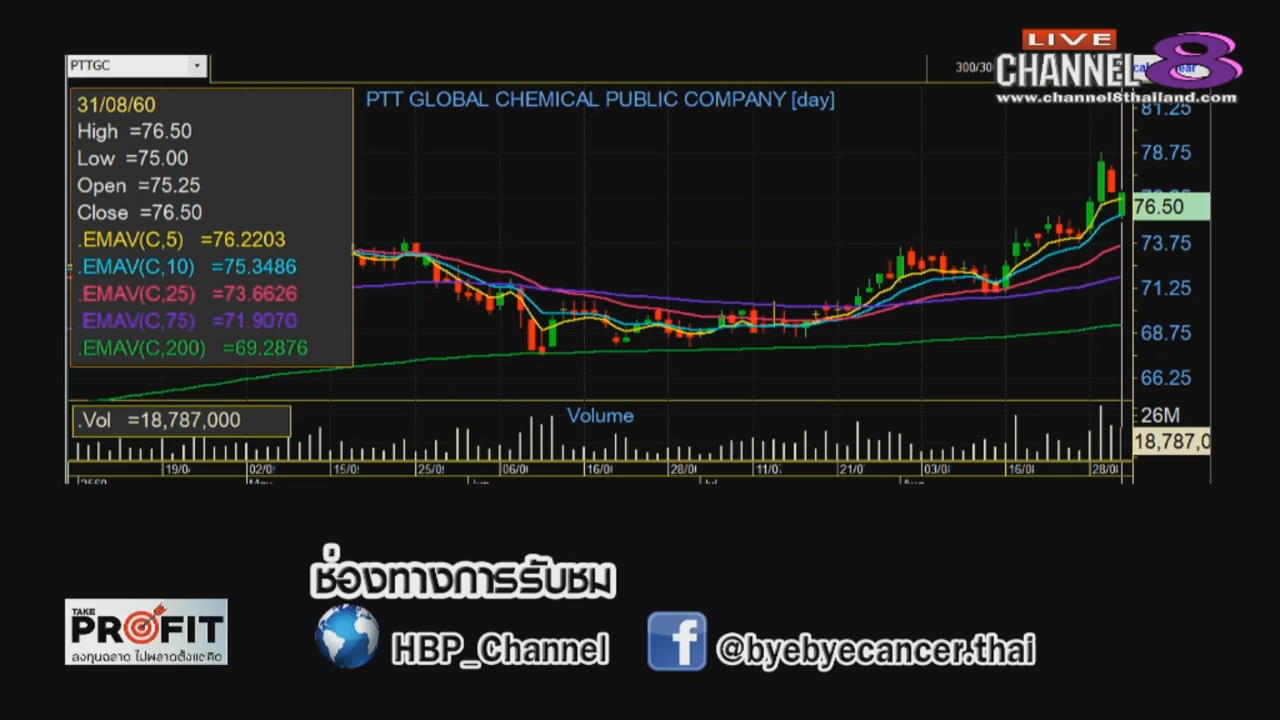 PTTGC
300/30
LIVE
CHANNEL 8
www.channel8thailand.com
31/08/60
High =76.50
Low =75.00
Open =75.25
Close =76.50
.EMAV(C,5) =76.2203
.EMAV(C,10) =75.3486
.EMAV(C,25) =73.6626
.EMAV(C,75) =71.9070
.EMAV(C,200) =69.2876
PTT GLOBAL CHEMICAL PUBLIC COMPANY [day]
81.25
78.75
76.50
73.75
71.25
68.75
66.25
.Vol =18,787,000
Volume
26M
18,787,0
19/0 02/0 15/0 25/0 06/0 16/0 28/0 11/0 21/0 03/0 16/0 28/0
ช่องทางการรับชม
TAKE
PROFIT
ลงทุนฉลาด ไม่พลาดตั้งแต่คิด
HBP_Channel
@byebyecancer.thai